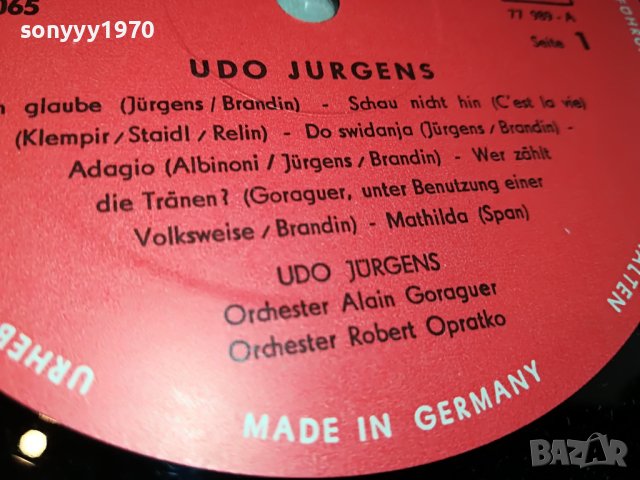 065
sonyyy1970
77 989 - A
Seite 1
UDO JURGENS
glaube (Jürgens / Brandin) - Schau nicht hin (C'est la vie)
(Klempir / Staidl / Relin) - Do swidanja (Jürgens / Brandin) -
Adagio (Albinoni / Jürgens / Brandin) - Wer zählt
die Tränen? (Goraguer, unter Benutzung einer
Volksweise / Brandin) - Mathilda (Span)
UDO JÜRGENS
Orchester Alain Goraguer
Orchester Robert Opratko
URHEB
MADE IN GERMANY
ALTEN
BAZAR